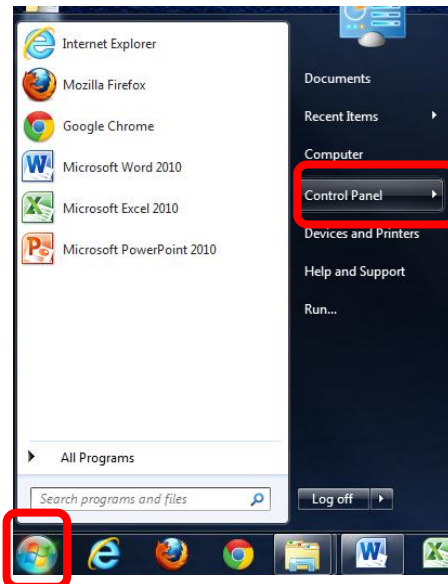 Internet Explorer
Mozilla Firefox
Google Chrome
Microsoft Word 2010
Microsoft Excel 2010
Microsoft PowerPoint 2010
All Programs
Search programs and files
Documents
Recent Items
Computer
Control Panel
Devices and Printers
Help and Support
Run...
Log off